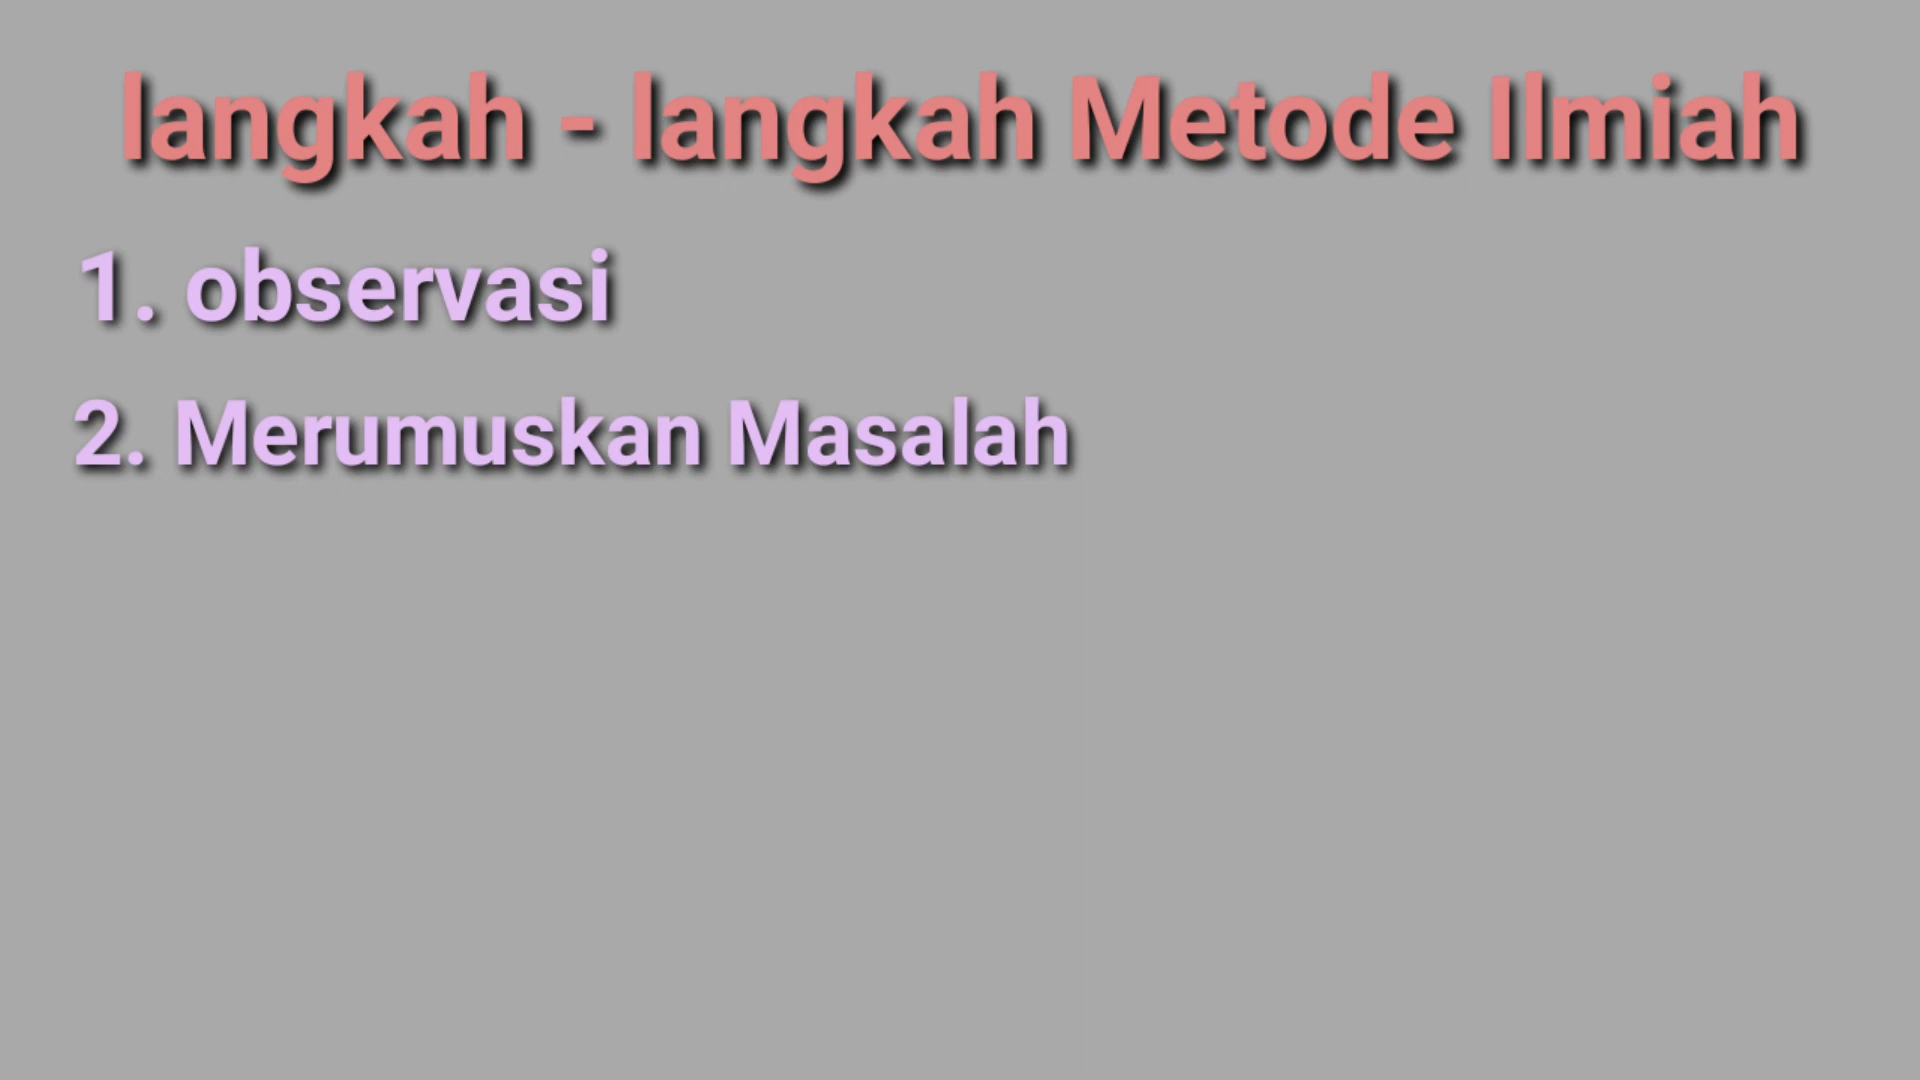 langkah - langkah Metode Ilmiah
1. observasi
2. Merumuskan Masalah